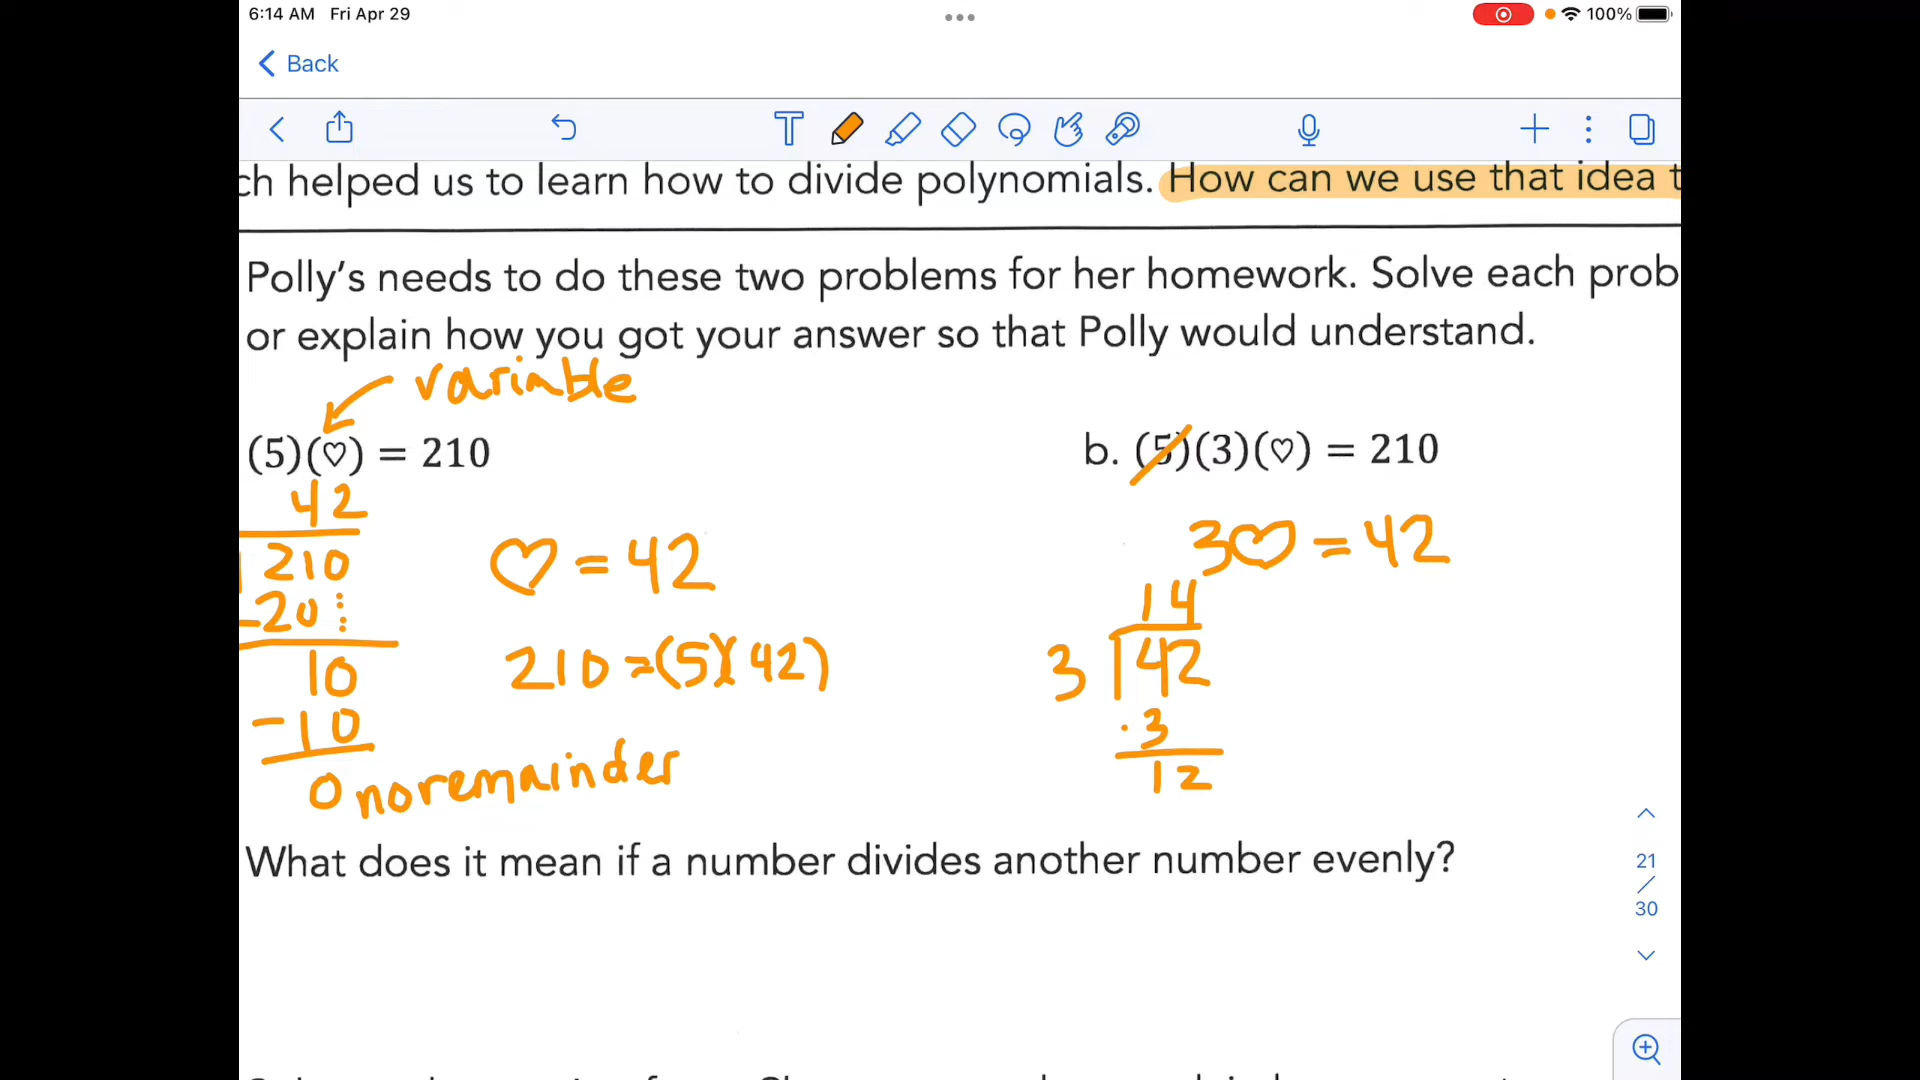 6:14 AM Fri Apr 29
100%
Back
ch helped us to learn how to divide polynomials. How can we use that idea t
Polly's needs to do these two problems for her homework. Solve each prob
or explain how you got your answer so that Polly would understand.
variable
(5)(♡) = 210
b. (5)(3)(♡) = 210
42
210
-20
10
-10
0 no remainder
♡ = 42
210 = (5)(42)
3♡ = 42
14
3 42
3
12
What does it mean if a number divides another number evenly?
21
/
30